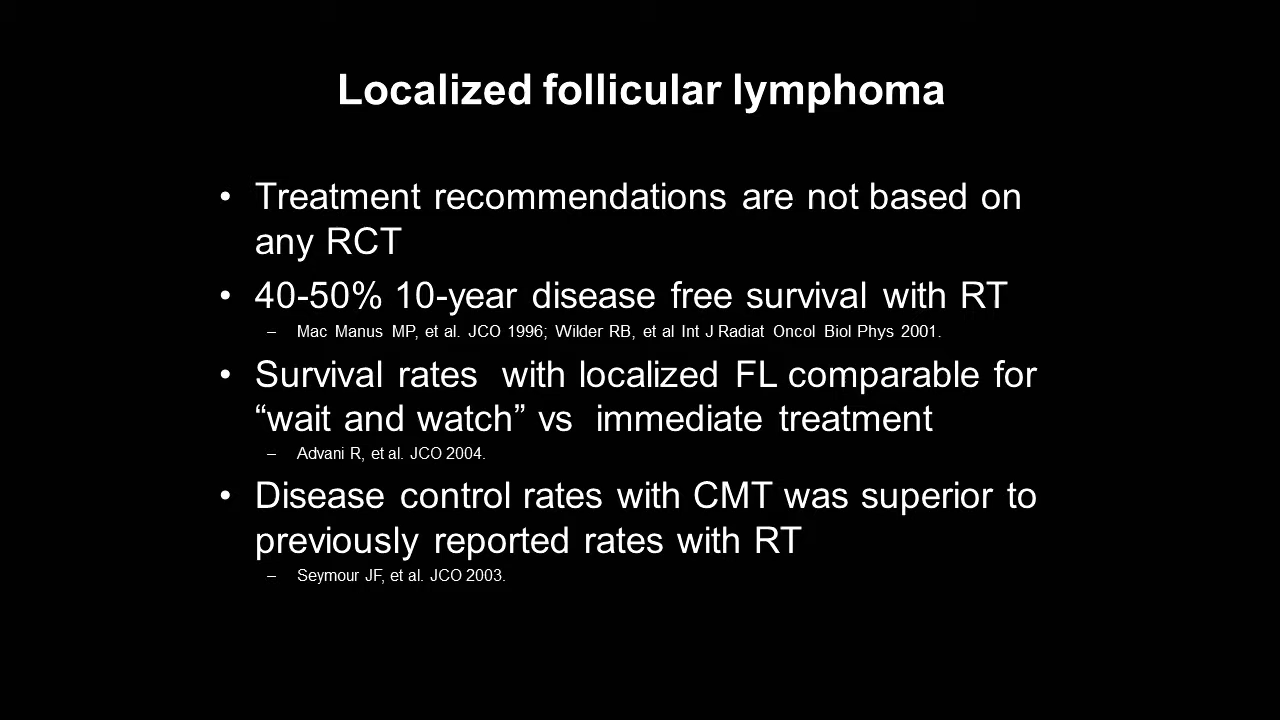 Localized follicular lymphoma
• Treatment recommendations are not based on
any RCT
• 40-50% 10-year disease free survival with RT
– Mac Manus MP, et al. JCO 1996; Wilder RB, et al Int J Radiat Oncol Biol Phys 2001.
• Survival rates with localized FL comparable for
“wait and watch” vs immediate treatment
– Advani R, et al. JCO 2004.
• Disease control rates with CMT was superior to
previously reported rates with RT
– Seymour JF, et al. JCO 2003.